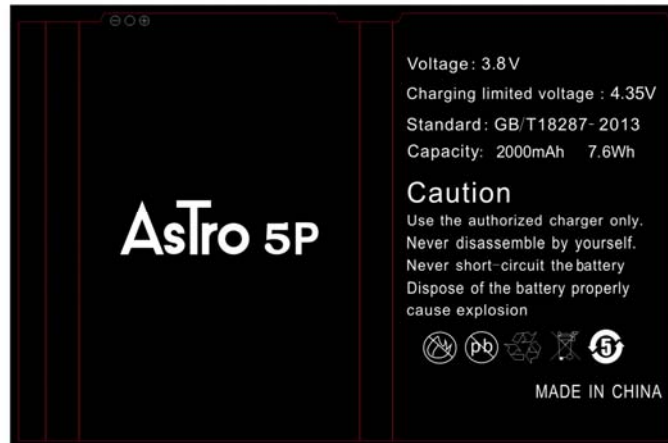 AsTro 5P
Voltage: 3.8V
Charging limited voltage : 4.35V
Standard: GB/T18287-2013
Capacity: 2000mAh 7.6Wh
Caution
Use the authorized charger only.
Never disassemble by yourself.
Never short-circuit the battery
Dispose of the battery properly
cause explosion
pb
5
MADE IN CHINA